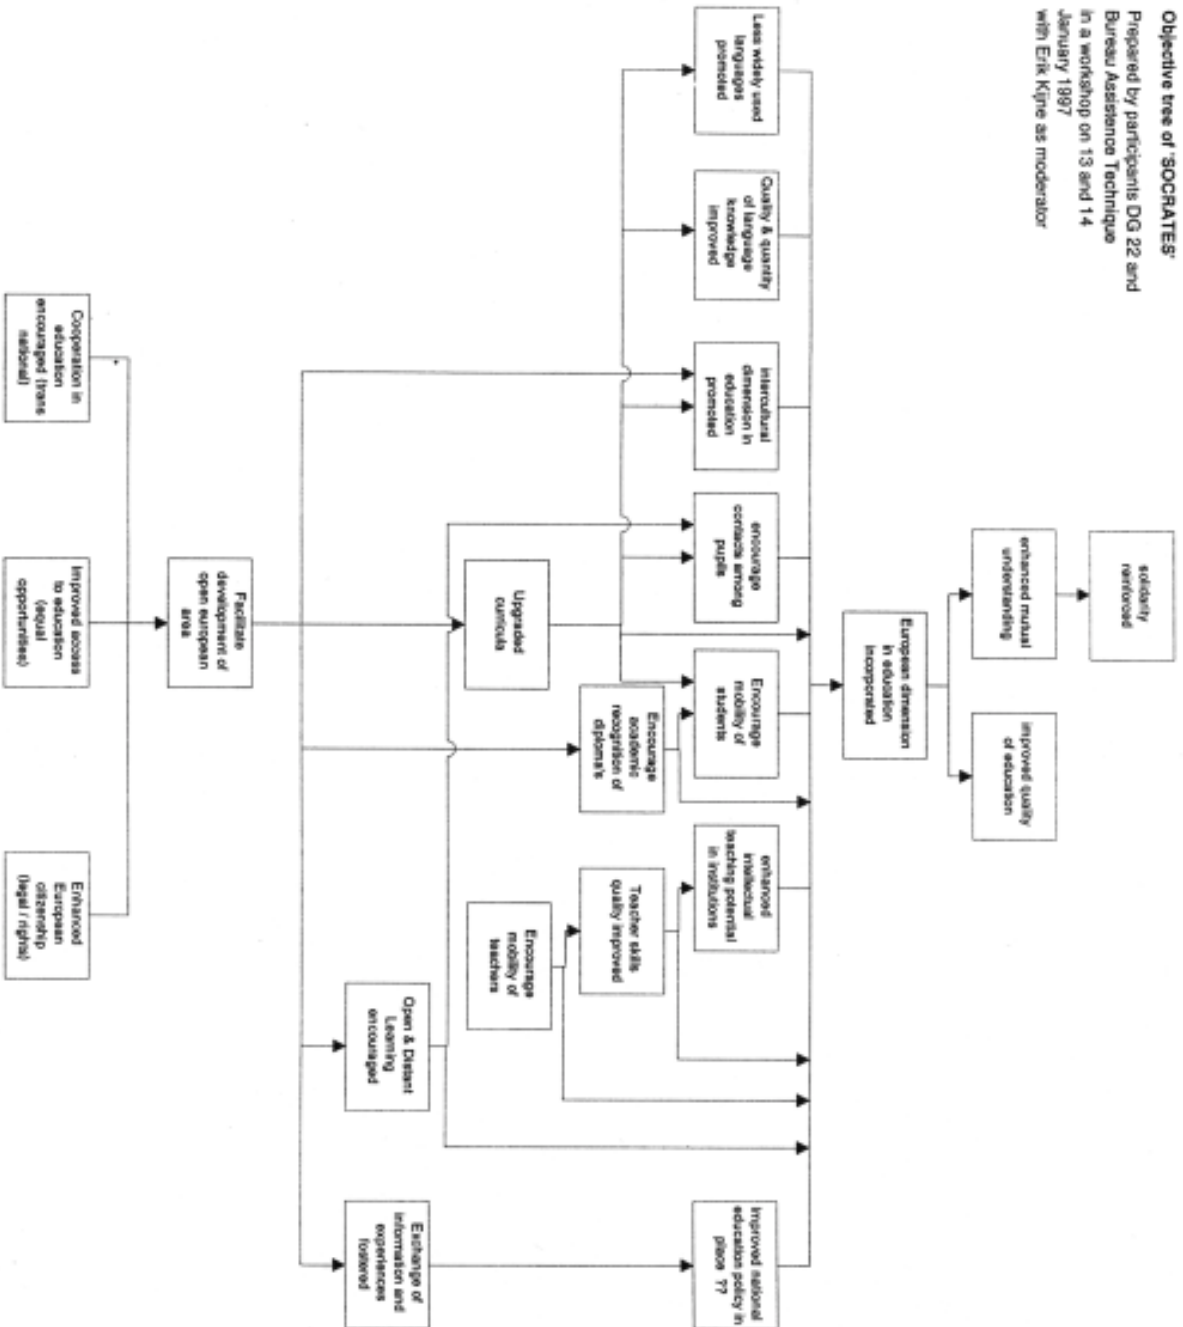 Objective tree of 'SOCRATES'
Prepared by participants DG 22 and
Bureau Assistence Technique
in a workshop on 13 and 14
January 1997
with Erik Kijne as moderator
solidarity
reinforced
enhanced mutual
understanding
improved quality
of education
European dimension
in education
incorporated
Less widely used
languages
promoted
Quality & quantity
of language
knowledge
improved
intercultural
dimension in
education
promoted
encourage
contacts among
pupils
Encourage
mobility of
students
enhanced
intellectual
teaching potential
in institutions
improved national
education policy in
place ??
Encourage
academic
recognition of
diploma's
Teacher skills
quality improved
Upgraded
curricula
Encourage
mobility of
teachers
Open & Distant
Learning
encouraged
Exchange of
information and
experiences
fostered
Facilitate
development of
open european
area
Cooperation in
education
encouraged (trans
national)
Improved access
to education
(equal
opportunities)
Enhanced
European
citizenship
(legal / rights)